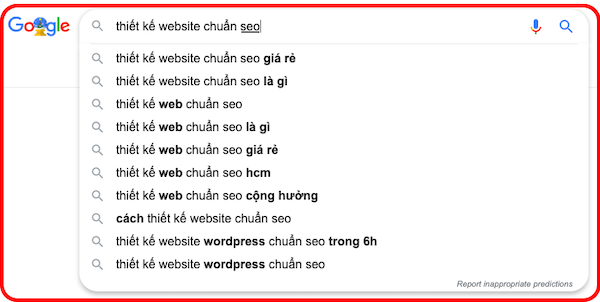 Google
thiết kế website chuẩn seo
thiết kế website chuẩn seo giá rẻ
thiết kế website chuẩn seo là gì
thiết kế web chuẩn seo
thiết kế web chuẩn seo là gì
thiết kế web chuẩn seo giá rẻ
thiết kế web chuẩn seo hcm
thiết kế web chuẩn seo cộng hưởng
cách thiết kế website chuẩn seo
thiết kế website wordpress chuẩn seo trong 6h
thiết kế website wordpress chuẩn seo
Report inappropriate predictions